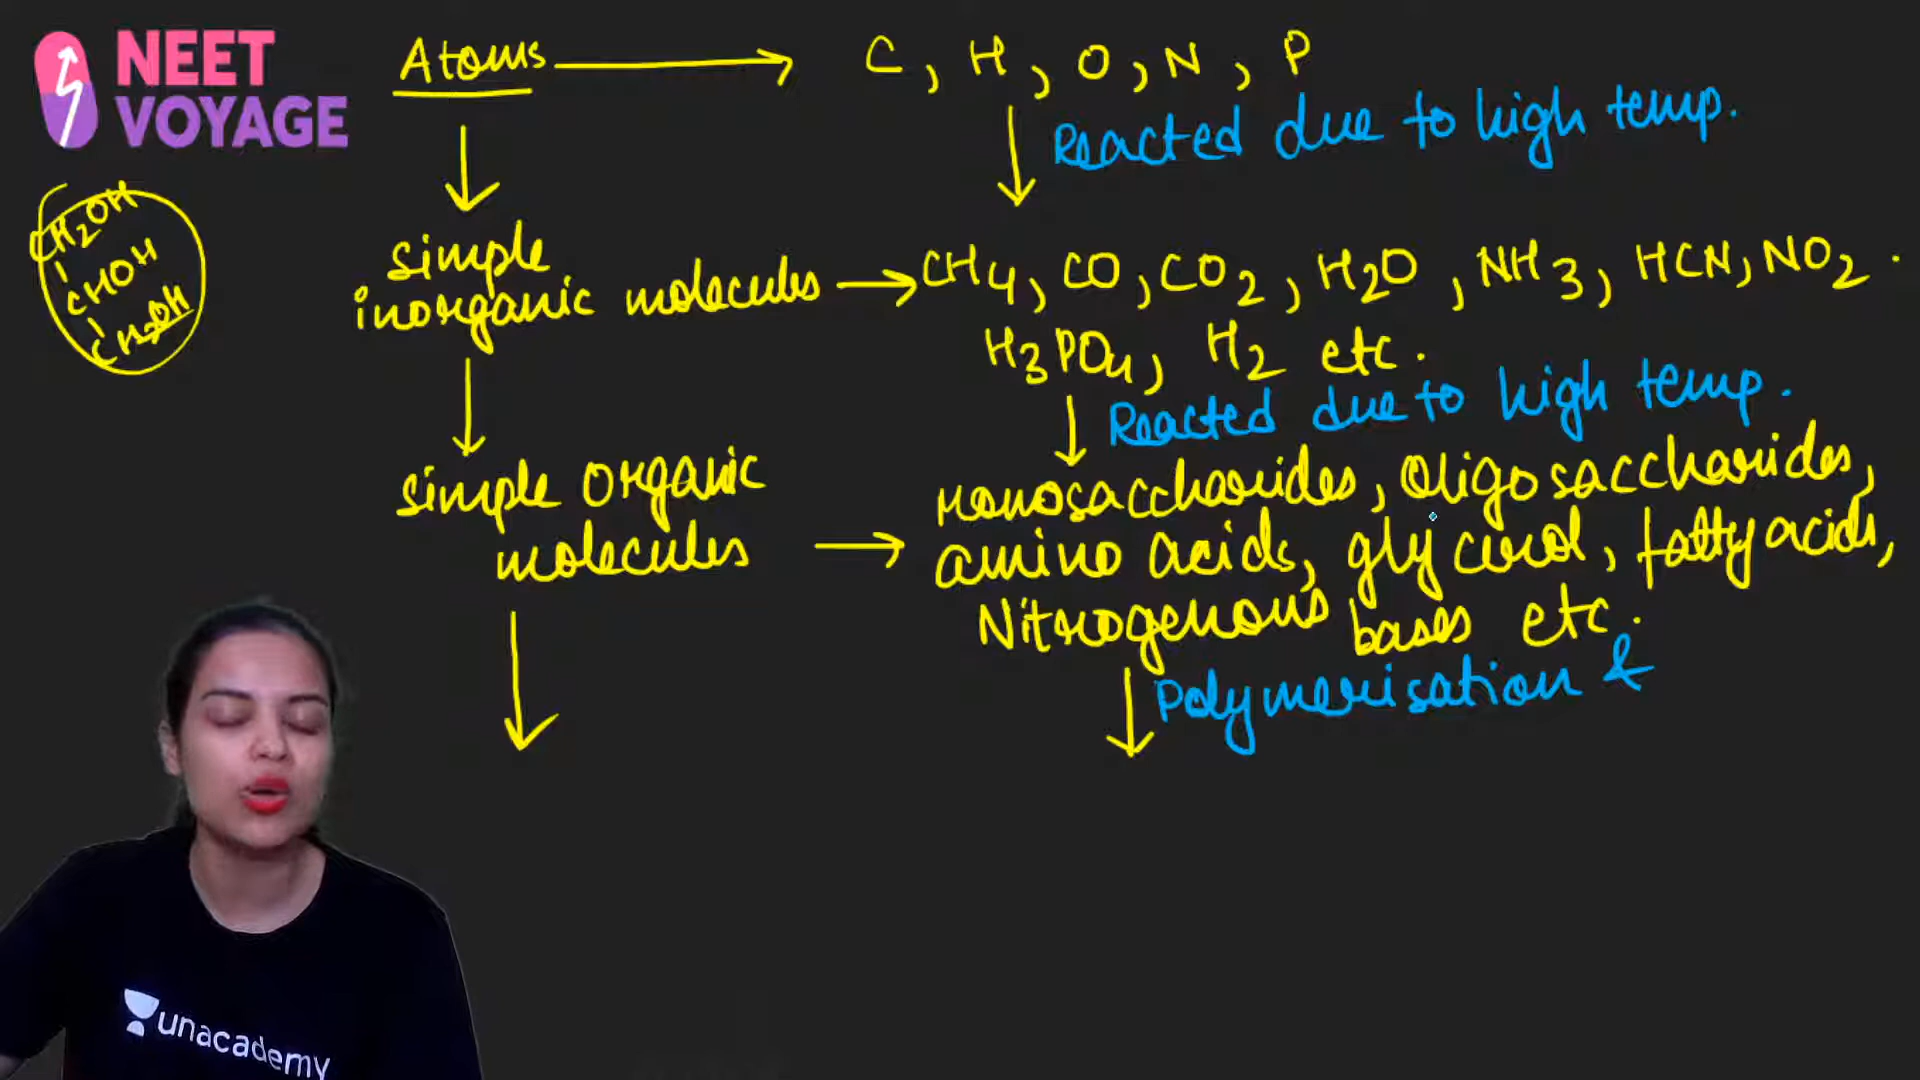 NEET
VOYAGE
Atoms → C, H, O, N, P
Reacted due to high temp.
CH2OH
CHOH
CH2OH
simple
inorganic molecules → CH4, CO, CO2, H2O, NH3, HCN, NO2.
H3PO4, H2 etc.
Reacted due to high temp.
simple organic
molecules →
Monosaccharides, Oligosaccharides,
amino acids, glycerol, fatty acids,
Nitrogenous bases etc.
Polymerisation &
unacademy